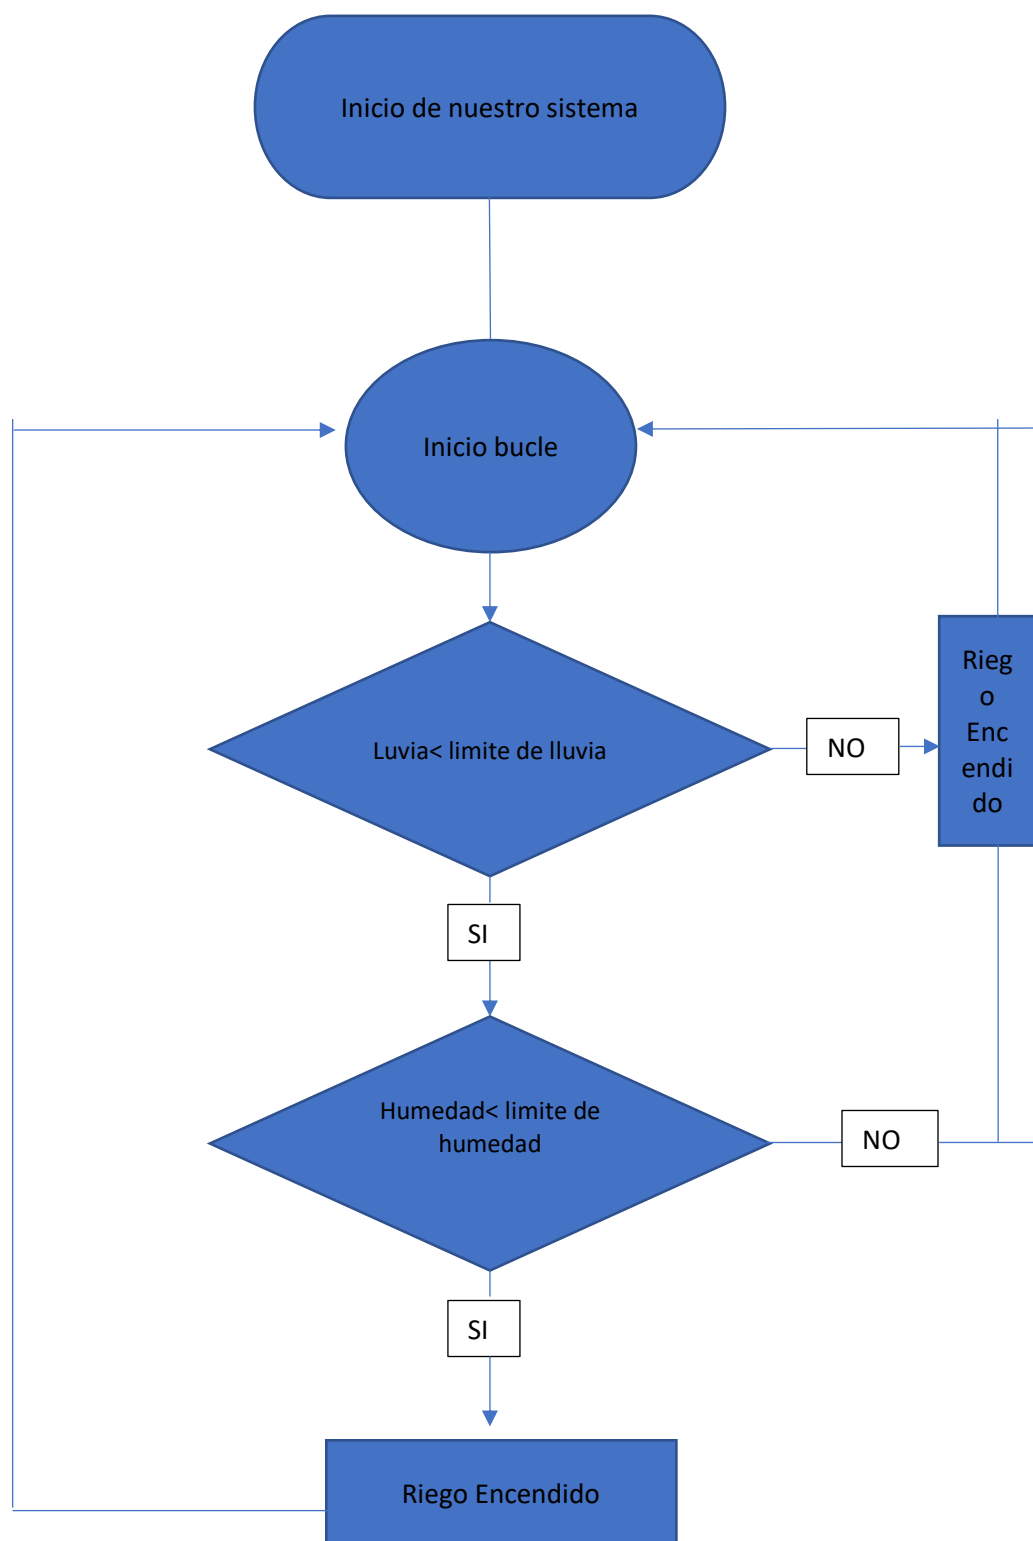 Inicio de nuestro sistema
Inicio bucle
Luvia< limite de lluvia
NO
Rieg
o
Enc
endi
do
SI
Humedad< limite de
humedad
NO
SI
Riego Encendido